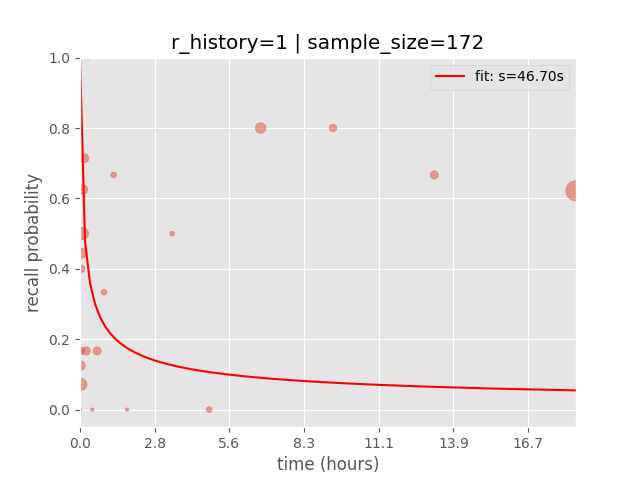 r_history=1 | sample_size=172
fit: s=46.70s
recall probability
1.0
0.8
0.6
0.4
0.2
0.0
0.0 2.8 5.6 8.3 11.1 13.9 16.7
time (hours)